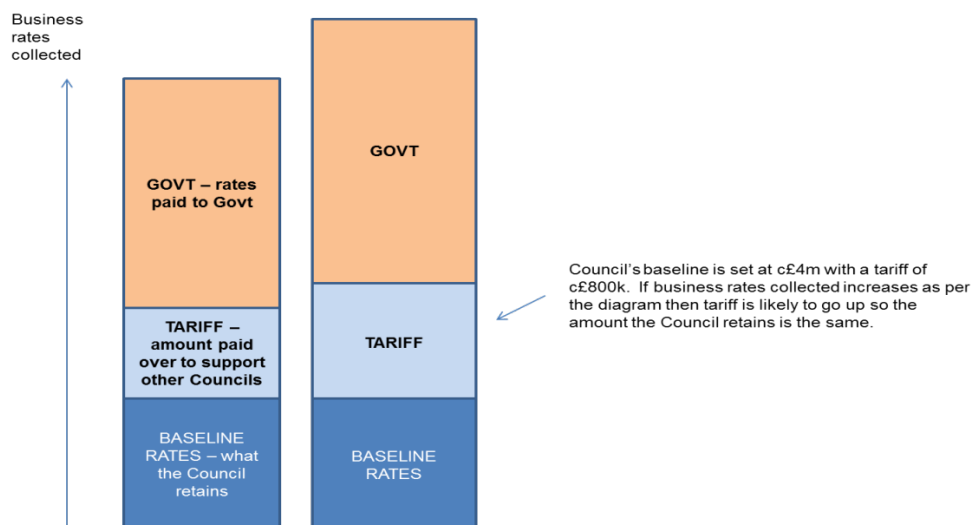 Business
rates
collected
GOVT – rates
paid to Govt
TARIFF –
amount paid
over to support
other Councils
BASELINE
RATES – what
the Council
retains
GOVT
TARIFF
BASELINE
RATES
Council’s baseline is set at c£4m with a tariff of
c£800k.  If business rates collected increases as per
the diagram then tariff is likely to go up so the
amount the Council retains is the same.